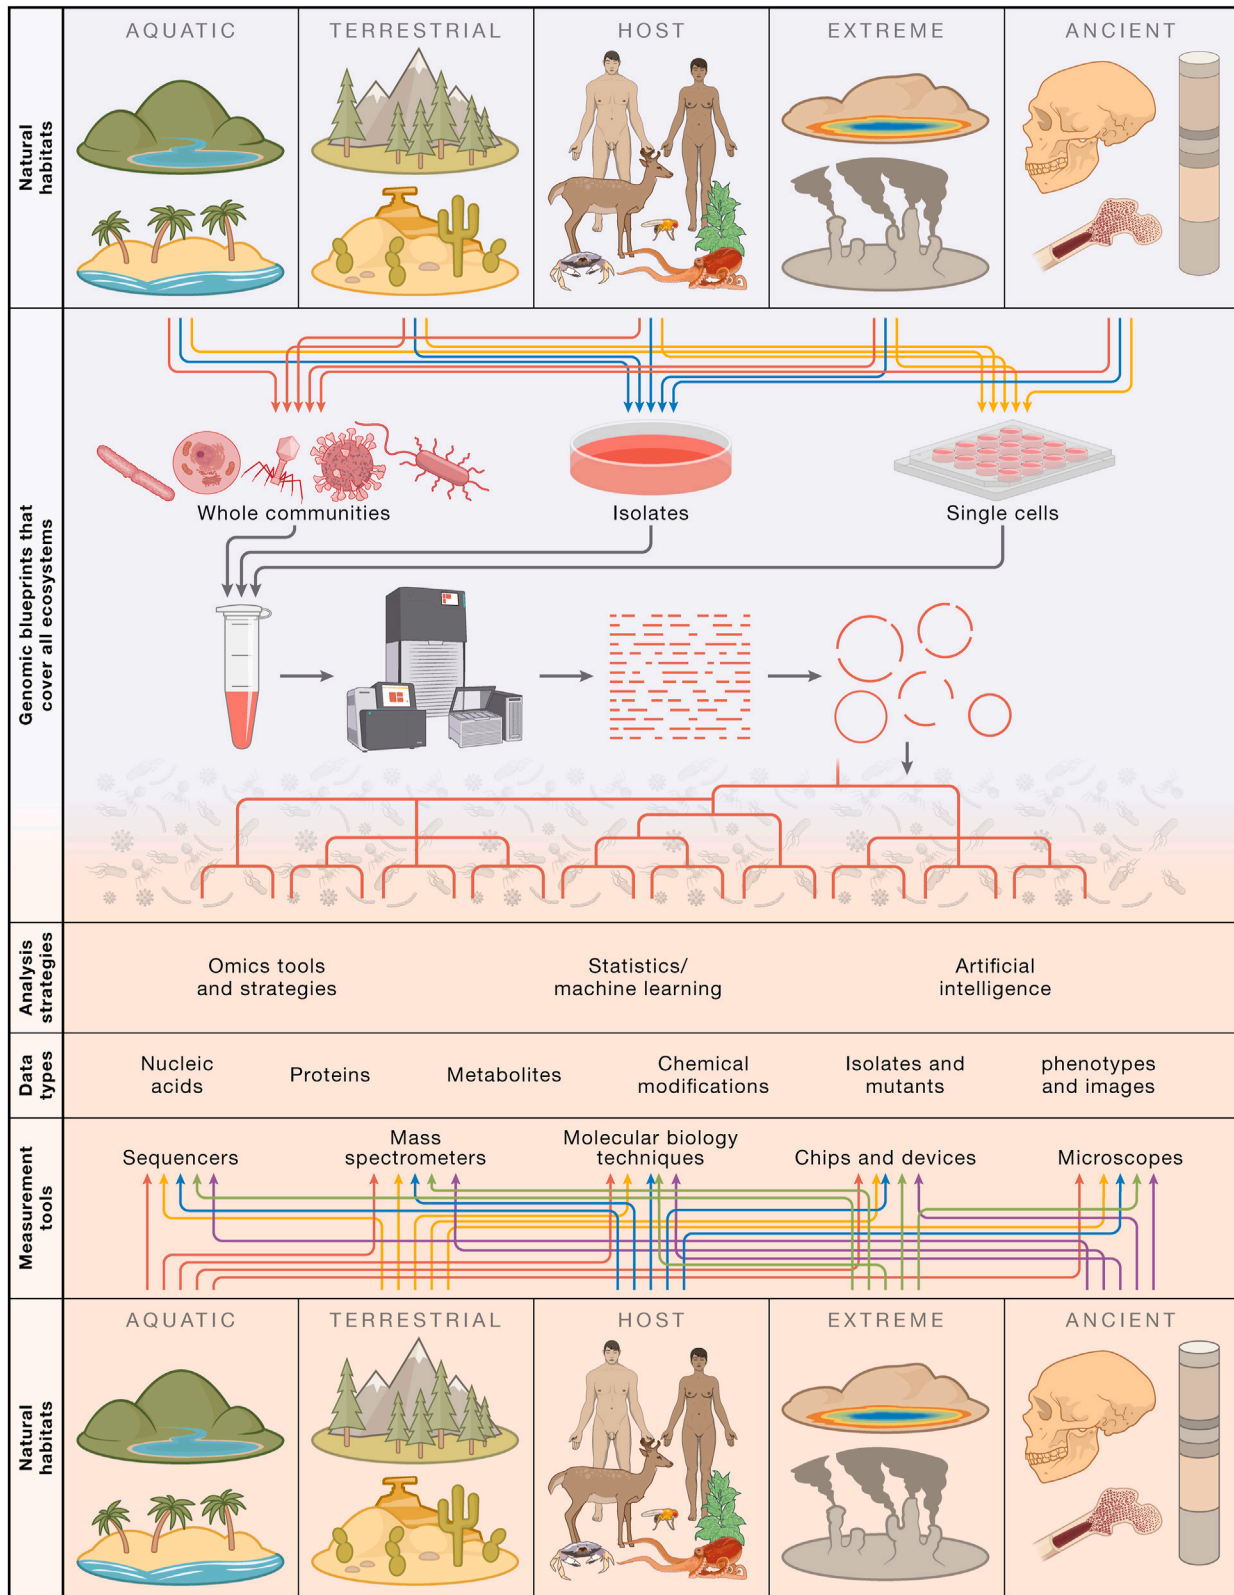 AQUATIC
TERRESTRIAL
HOST
EXTREME
ANCIENT
Natural
habitats
Genomic blueprints that
cover all ecosystems
Whole communities
Isolates
Single cells
Analysis
strategies
Omics tools
and strategies
Statistics/
machine learning
Artificial
intelligence
Data
types
Nucleic
acids
Proteins
Metabolites
Chemical
modifications
Isolates and
mutants
phenotypes
and images
Measurement
tools
Sequencers
Mass
spectrometers
Molecular biology
techniques
Chips and devices
Microscopes
Natural
habitats
AQUATIC
TERRESTRIAL
HOST
EXTREME
ANCIENT